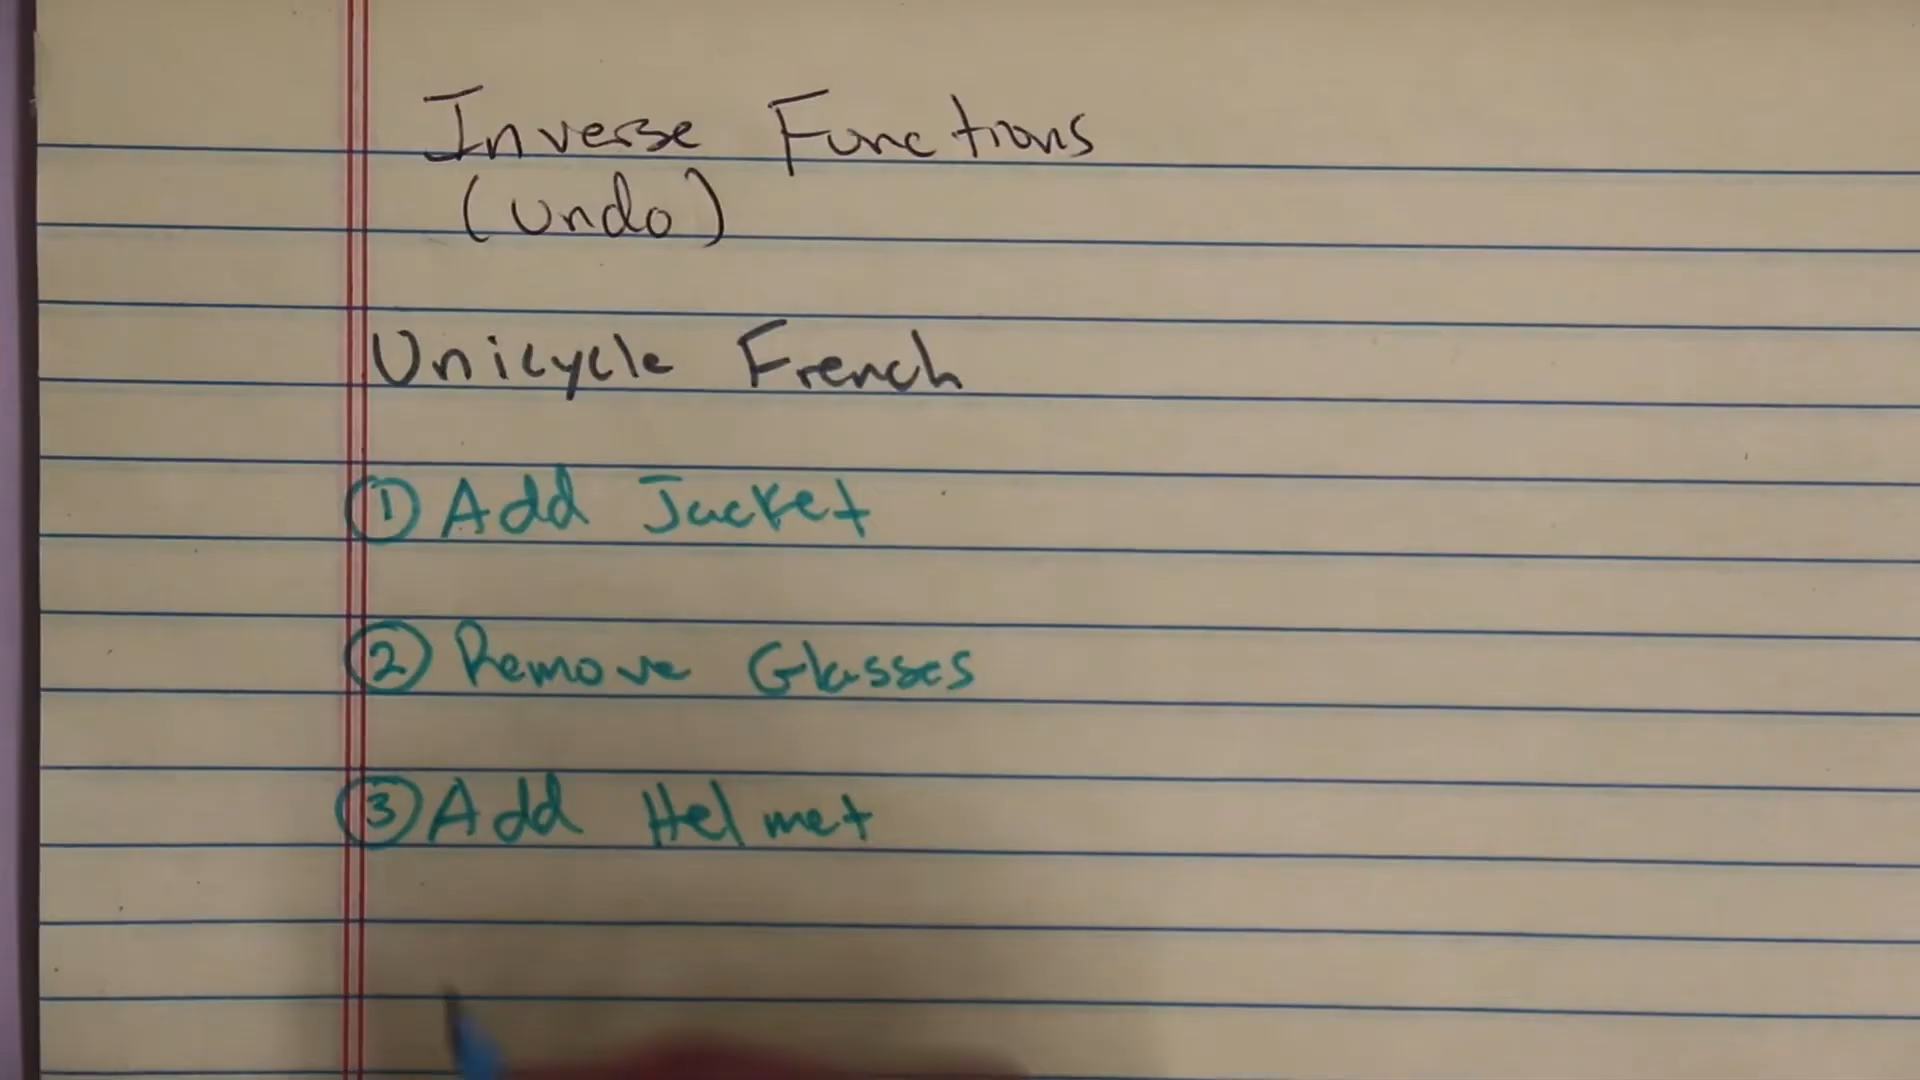 Inverse Functions
(undo)
Unicycle French
① Add Jacket
② Remove Glasses
③ Add Helmet